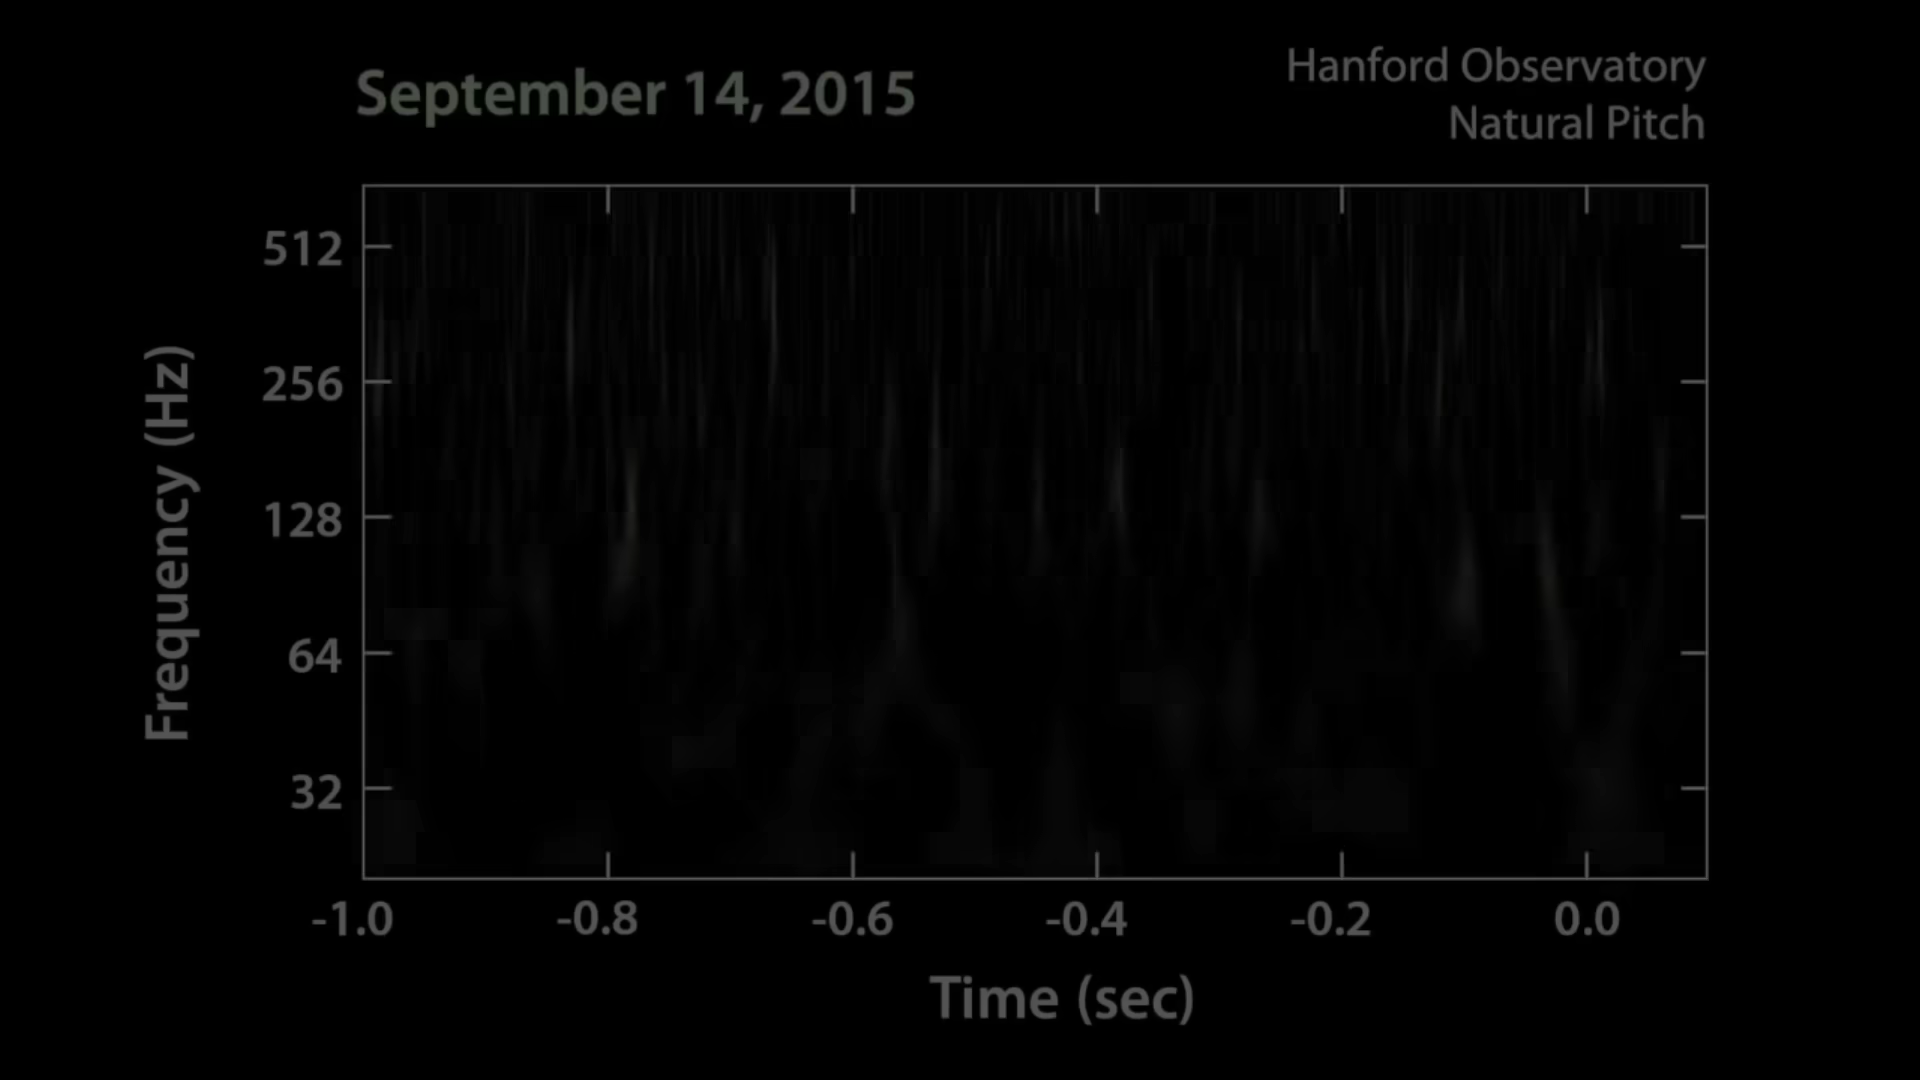 September 14, 2015
Hanford Observatory
Natural Pitch
Frequency (Hz)
512
256
128
64
32
-1.0 -0.8 -0.6 -0.4 -0.2 0.0
Time (sec)